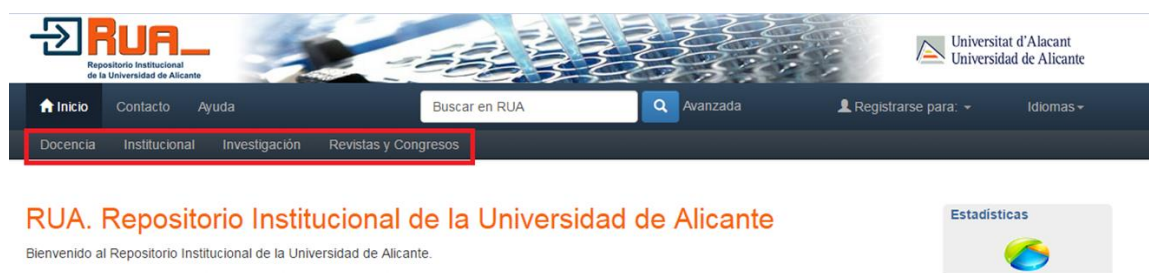 RUA_
Repositorio Institucional
de la Universidad de Alicante
Universitat d'Alacant
Universidad de Alicante
Inicio Contacto Ayuda Buscar en RUA Avanzada Registrarse para: Idiomas
Docencia Institucional Investigación Revistas y Congresos
RUA. Repositorio Institucional de la Universidad de Alicante
Estadísticas
Bienvenido al Repositorio Institucional de la Universidad de Alicante.